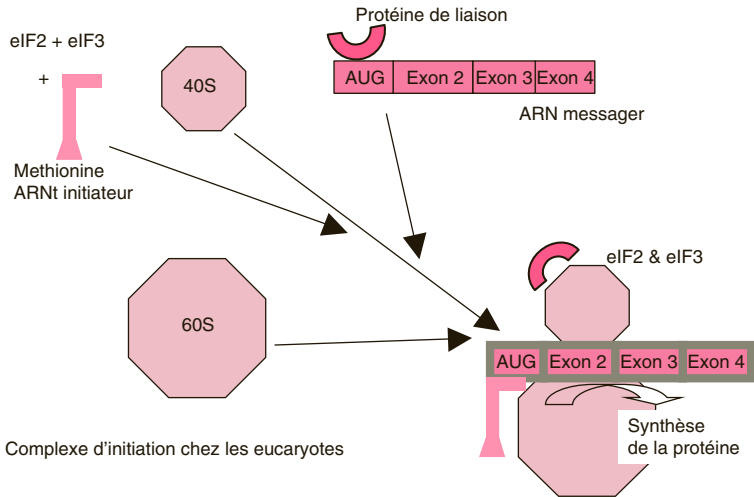 Protéine de liaison
eIF2 + eIF3
+
40S
AUG Exon 2 Exon 3 Exon 4
ARN messager
Methionine
ARNt initiateur
eIF2 & eIF3
60S
AUG Exon 2 Exon 3 Exon 4
Synthèse
de la protéine
Complexe d’initiation chez les eucaryotes